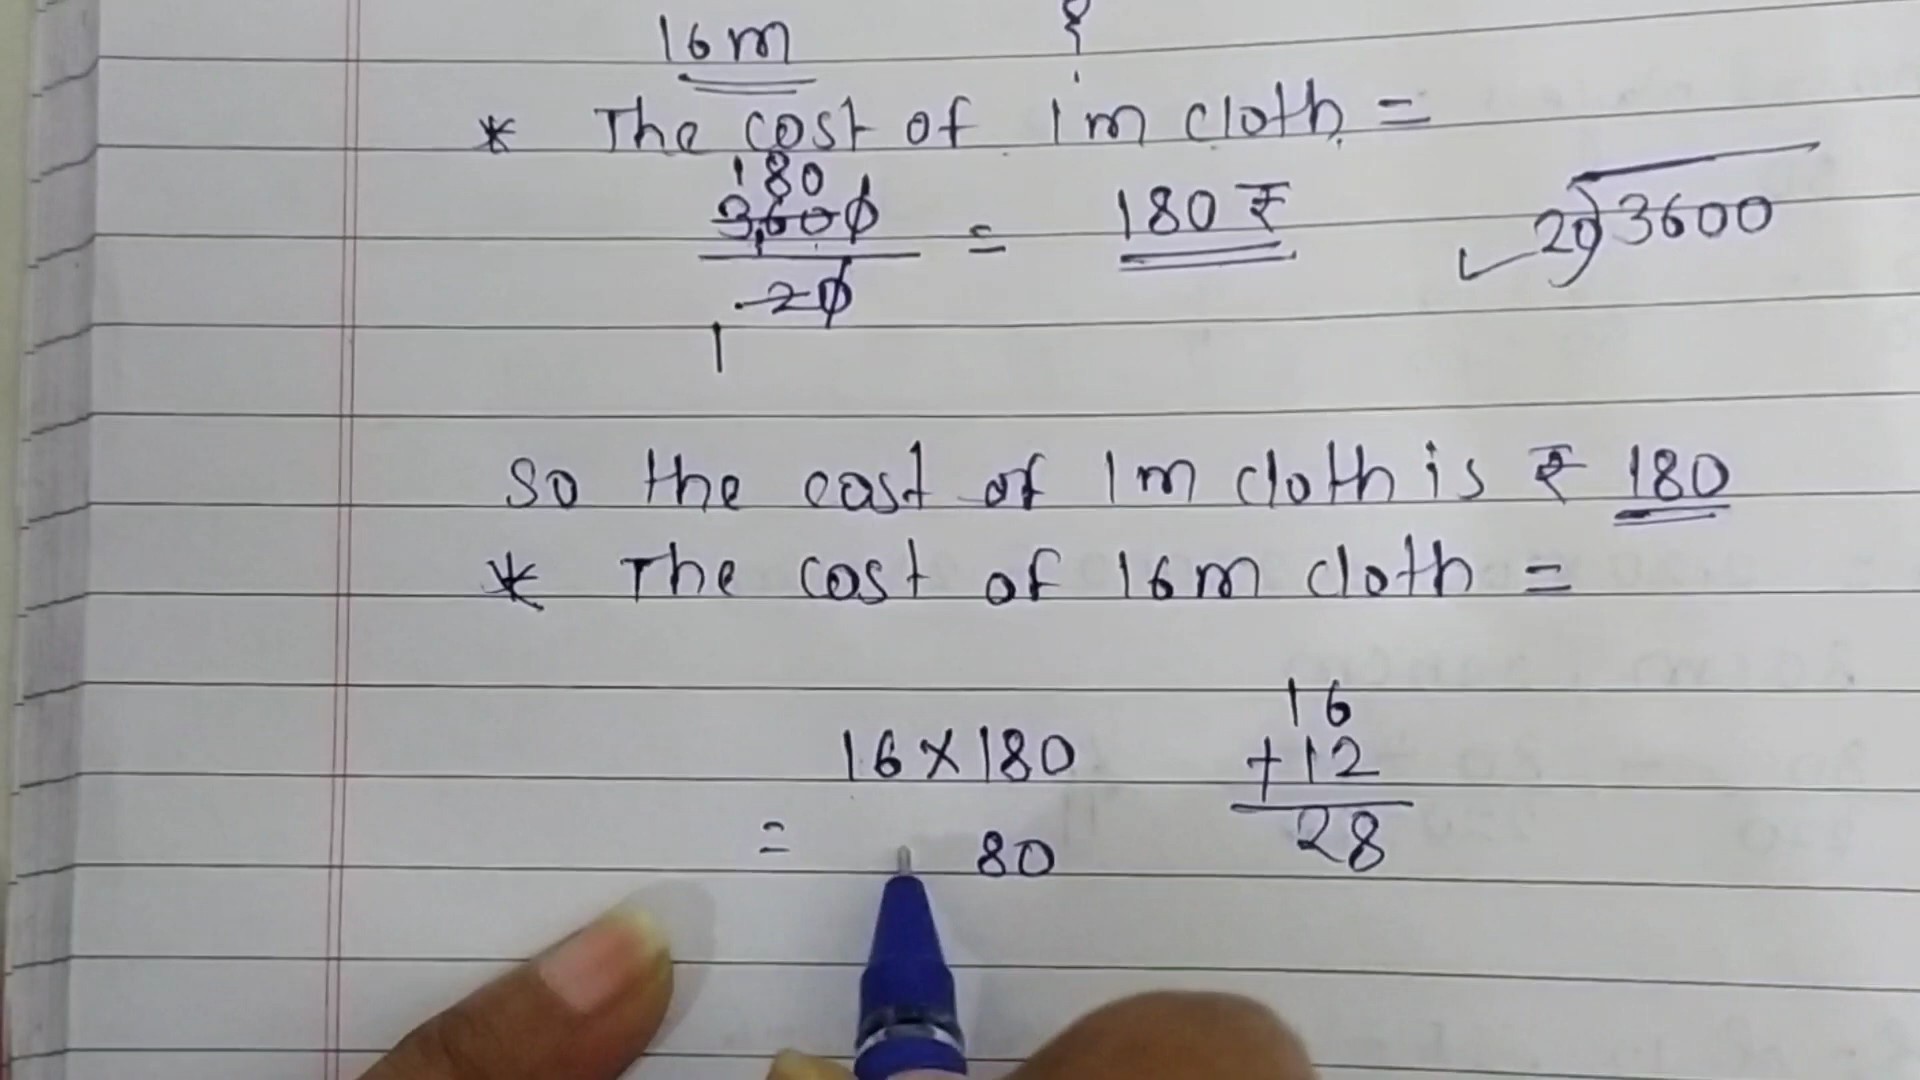 16m ?
* The cost of 1m cloth =
180
3600 / 20 = 180 ₹ 20)3600
1
So the cost of 1m cloth is ₹ 180
* The cost of 16m cloth =
16
16×180 +12
= 80 28